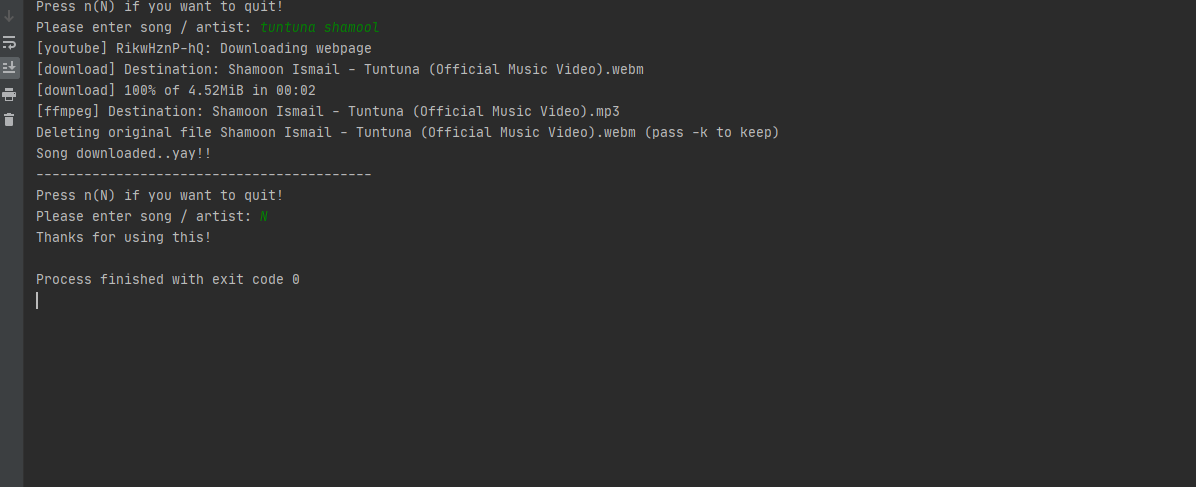 Press n(N) if you want to quit!
Please enter song / artist: tuntuna shamool
[youtube] RikwHznP-hQ: Downloading webpage
[download] Destination: Shamoon Ismail - Tuntuna (Official Music Video).webm
[download] 100% of 4.52MiB in 00:02
[ffmpeg] Destination: Shamoon Ismail - Tuntuna (Official Music Video).mp3
Deleting original file Shamoon Ismail - Tuntuna (Official Music Video).webm (pass -k to keep)
Song downloaded..yay!!
------------------------------------------
Press n(N) if you want to quit!
Please enter song / artist: N
Thanks for using this!
Process finished with exit code 0